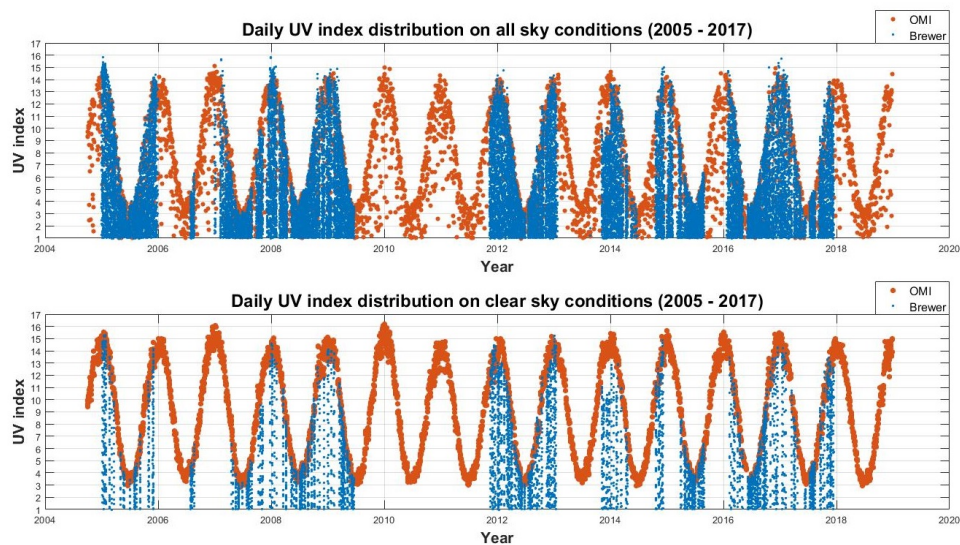 Daily UV index distribution on all sky conditions (2005 - 2017)
OMI
Brewer
17
16
15
14
13
12
11
10
9
8
7
6
5
4
3
2
1
UV index
2004 2006 2008 2010 2012 2014 2016 2018 2020
Year
Daily UV index distribution on clear sky conditions (2005 - 2017)
OMI
Brewer
17
16
15
14
13
12
11
10
9
8
7
6
5
4
3
2
1
UV index
2004 2006 2008 2010 2012 2014 2016 2018 2020
Year